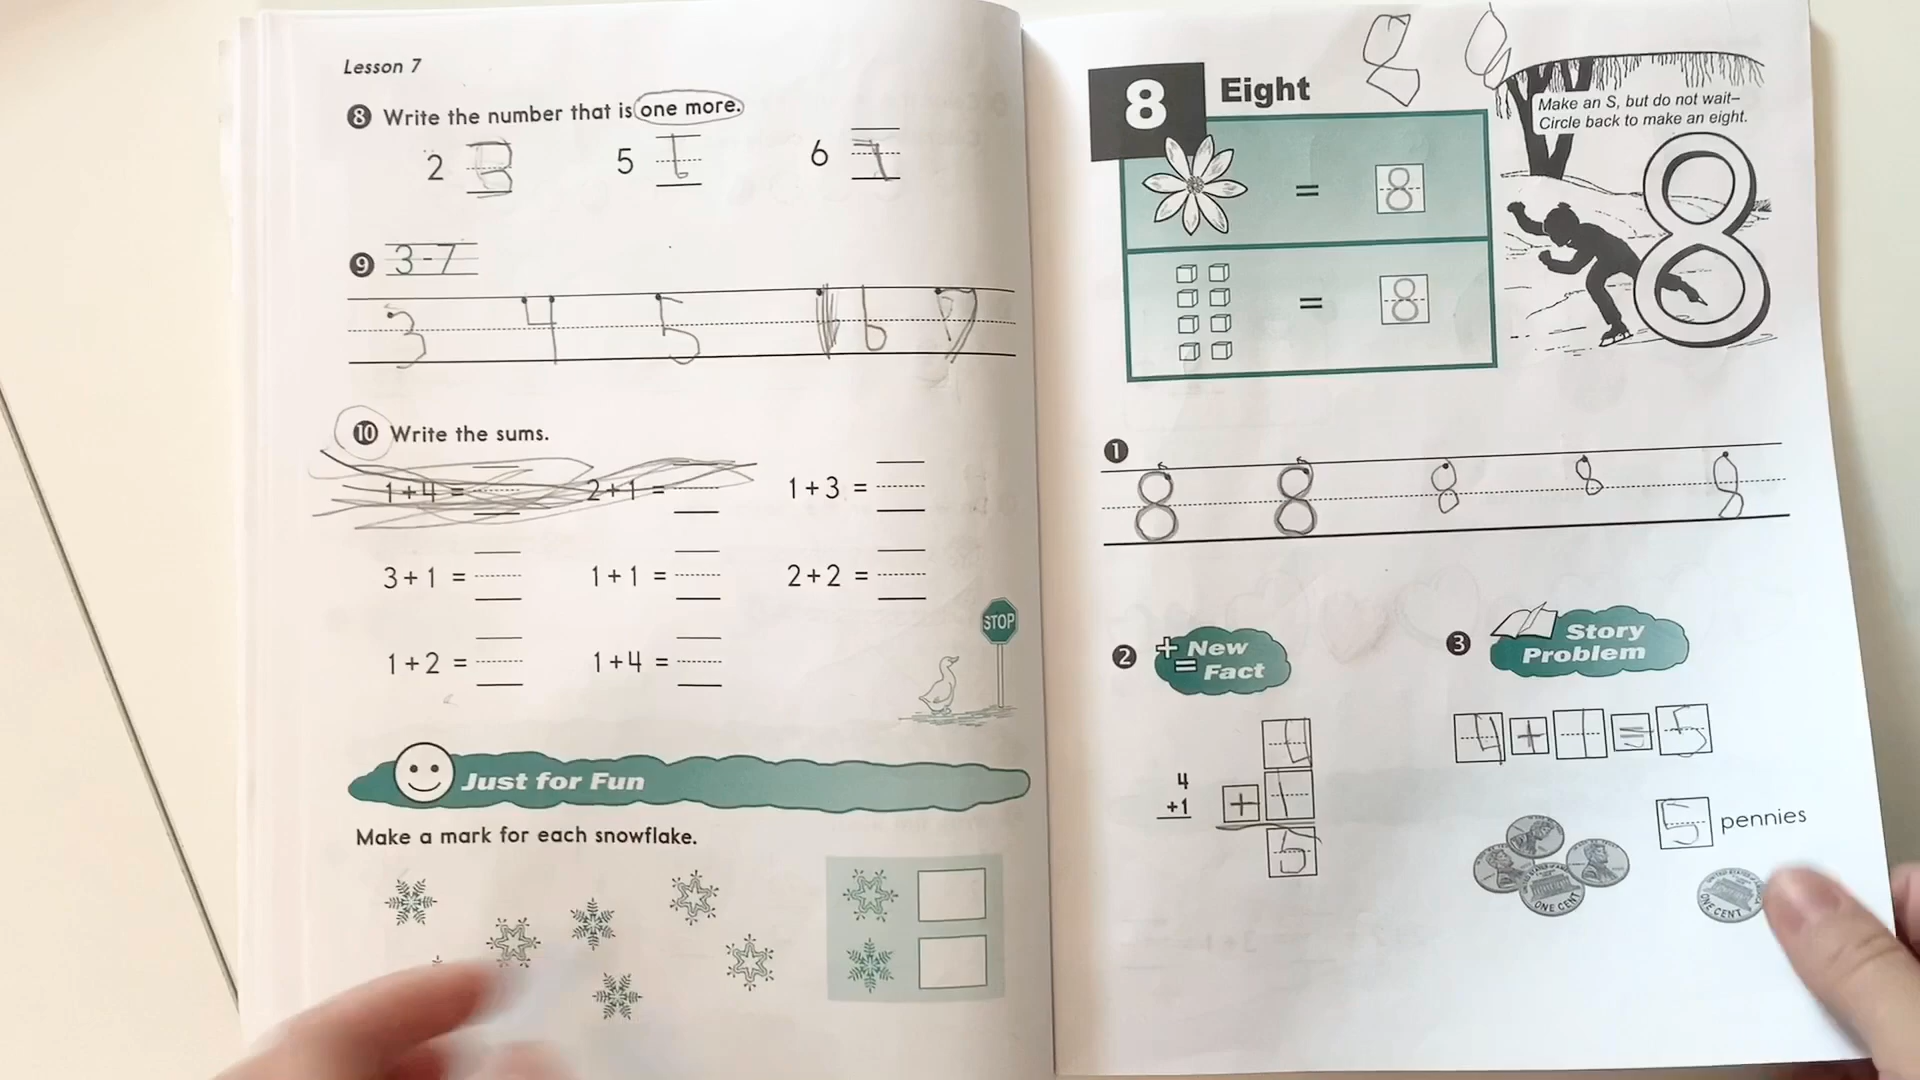 Lesson 7
8 Write the number that is one more.
2 3 5 6 7
9 3-7
3 4 5 6 7
10 Write the sums.
1+4 = 2+1 = 1+3 =
3+1 = 1+1 = 2+2 =
1+2 = 1+4 =
STOP
Just for Fun
Make a mark for each snowflake.
8 8
8 Eight
Make an S, but do not wait–
Circle back to make an eight.
8
= 8
= 8
1
8 8 8 8 8
2 + = New Fact
4
+1
4
+ 1
5
3 Story Problem
4 + 1 = 5
5 pennies
ONE CENT
ONE CENT